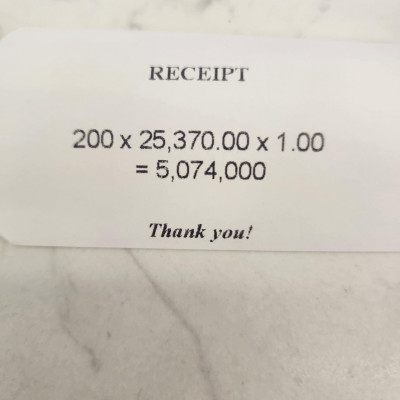 RECEIPT
200 x 25,370.00 x 1.00
= 5,074,000
Thank you!